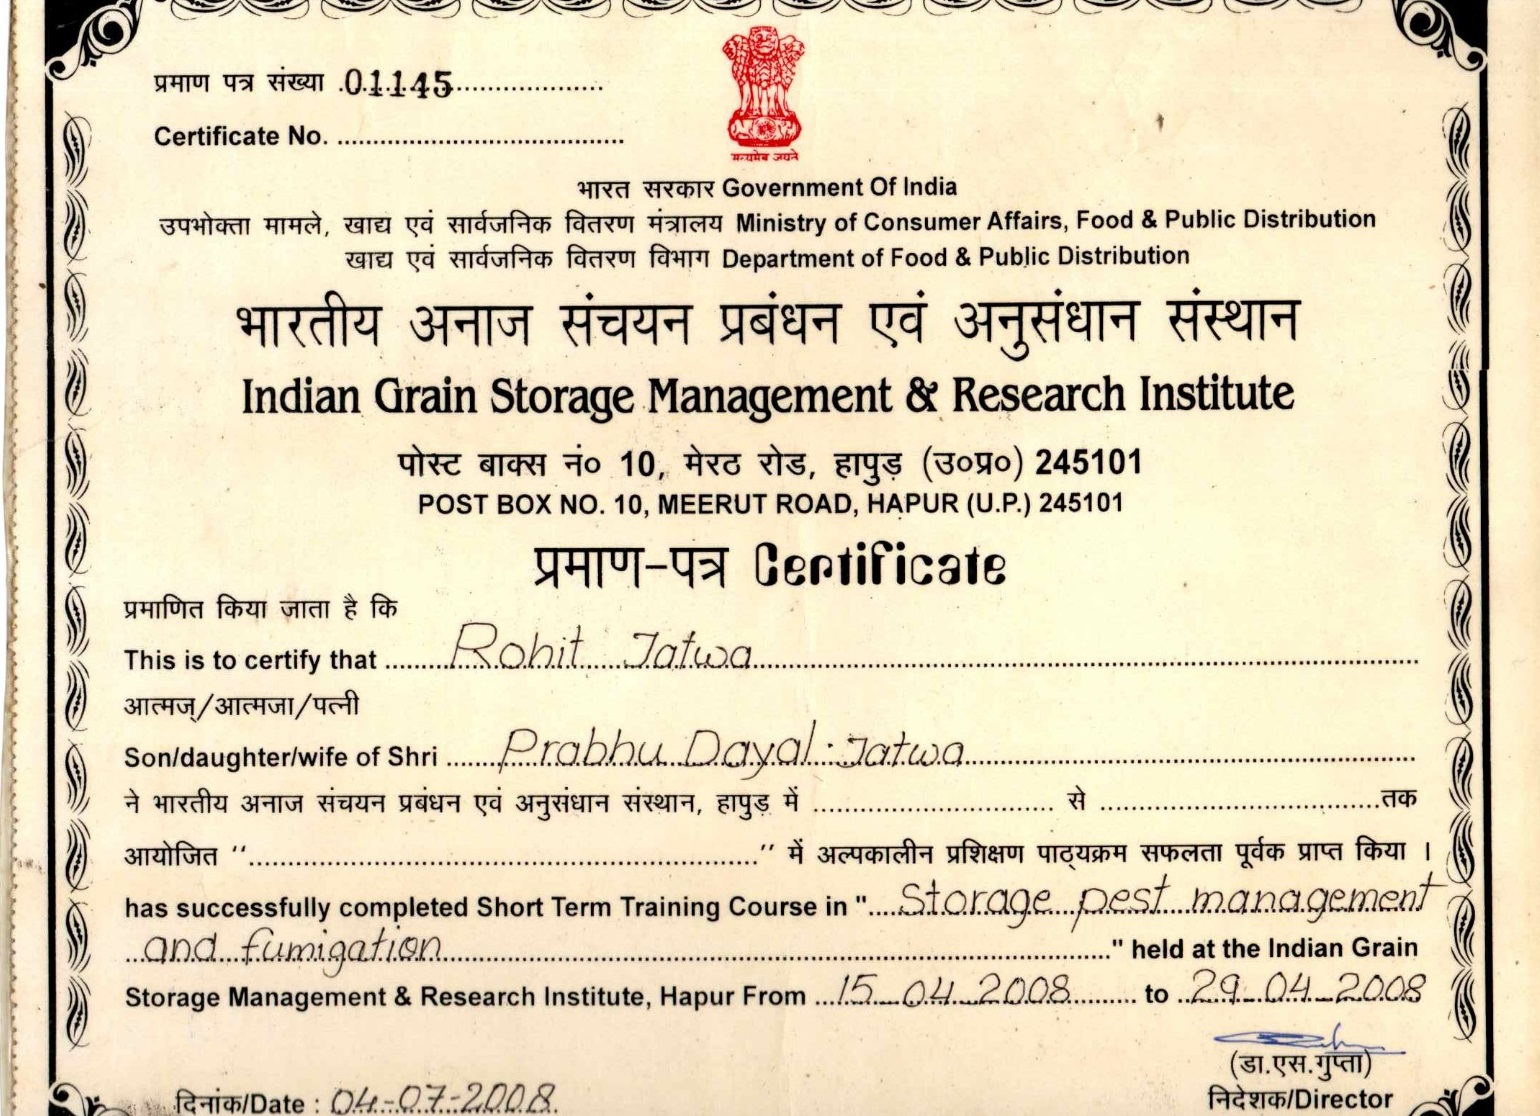 प्रमाण पत्र संख्या .01145........................
Certificate No. ........................................
सत्यमेव जयते
भारत सरकार Government Of India
उपभोक्ता मामले, खाद्य एवं सार्वजनिक वितरण मंत्रालय Ministry of Consumer Affairs, Food & Public Distribution
खाद्य एवं सार्वजनिक वितरण विभाग Department of Food & Public Distribution
भारतीय अनाज संचयन प्रबंधन एवं अनुसंधान संस्थान
Indian Grain Storage Management & Research Institute
पोस्ट बाक्स नं० 10, मेरठ रोड, हापुड़ (उ०प्र०) 245101
POST BOX NO. 10, MEERUT ROAD, HAPUR (U.P.) 245101
प्रमाण-पत्र Certificate
प्रमाणित किया जाता है कि
This is to certify that ........Rohit Jatwa........
आत्मज्/आत्मजा/पत्नी
Son/daughter/wife of Shri ........Prabhu Dayal Jatwa........
ने भारतीय अनाज संचयन प्रबंधन एवं अनुसंधान संस्थान, हापुड़ में ................ से ................तक
आयोजित ‘‘................’’ में अल्पकालीन प्रशिक्षण पाठ्यक्रम सफलता पूर्वक प्राप्त किया ।
has successfully completed Short Term Training Course in "....Storage pest management
...and fumigation................" held at the Indian Grain
Storage Management & Research Institute, Hapur From ...15-04-2008........ to ..29-04-2008
(डा.एस.गुप्ता)
निदेशक/Director
दिनांक/Date : 04-07-2008